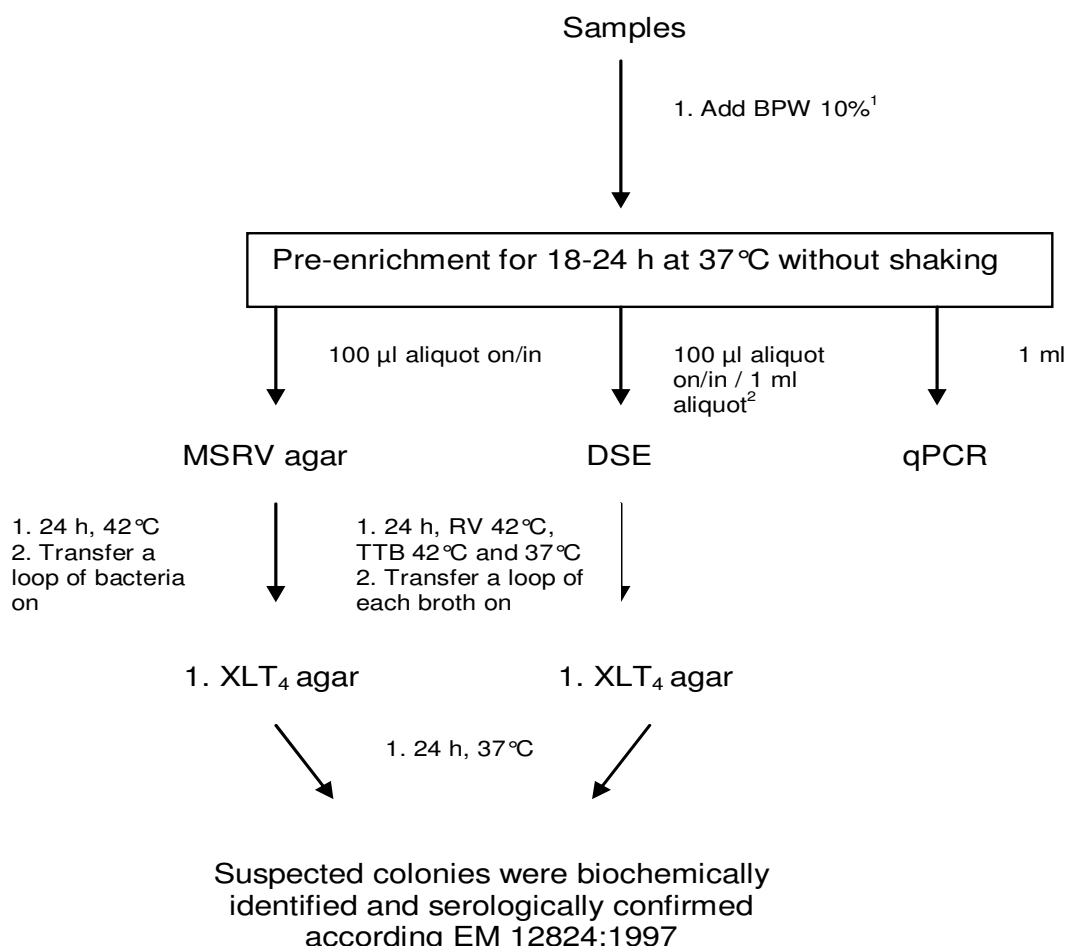 Samples
1. Add BPW 10%¹
Pre-enrichment for 18-24 h at 37°C without shaking
100 µl aliquot on/in
100 µl aliquot
on/in / 1 ml
aliquot²
1 ml
MSRV agar
DSE
qPCR
1. 24 h, 42°C
2. Transfer a
loop of bacteria
on
1. 24 h, RV 42°C,
TTB 42°C and 37°C
2. Transfer a loop of
each broth on
1. XLT₄ agar
1. XLT₄ agar
1. 24 h, 37°C
Suspected colonies were biochemically
identified and serologically confirmed
according EM 12824:1997